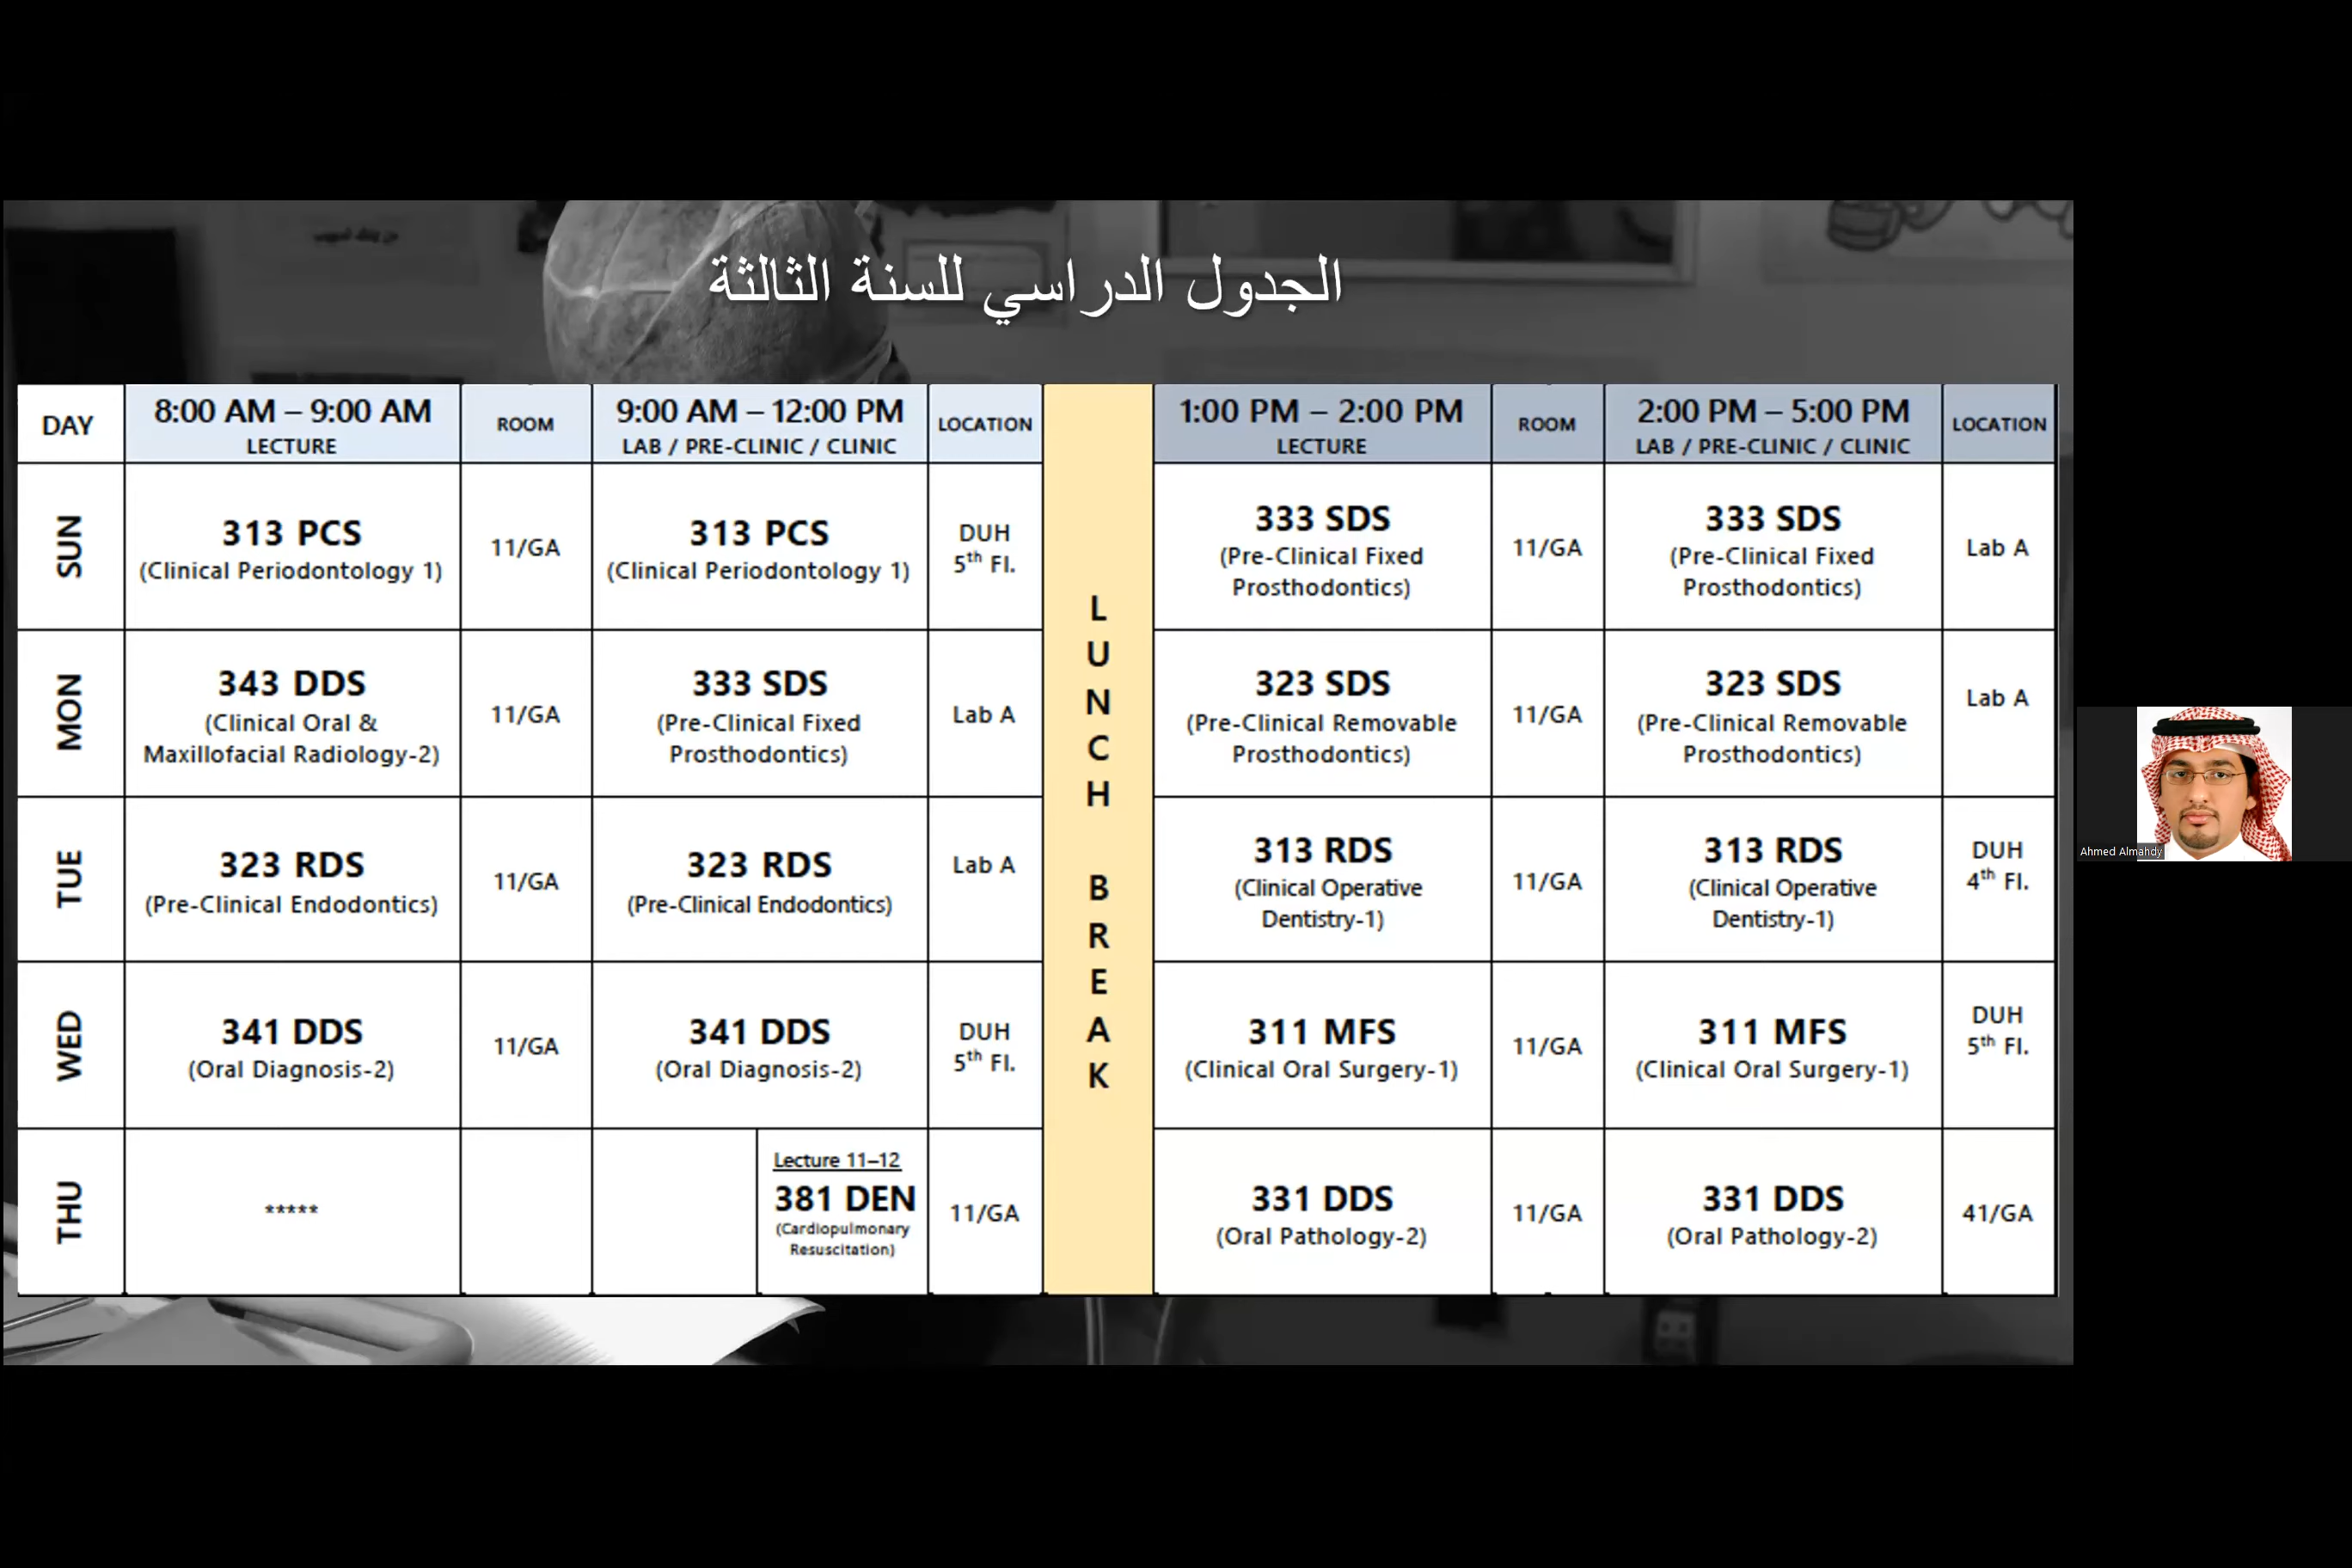 الجدول الدراسي للسنة الثالثة
DAY
8:00 AM – 9:00 AM
LECTURE
ROOM
9:00 AM – 12:00 PM
LAB / PRE-CLINIC / CLINIC
LOCATION
1:00 PM – 2:00 PM
LECTURE
ROOM
2:00 PM – 5:00 PM
LAB / PRE-CLINIC / CLINIC
LOCATION
LUNCH BREAK
SUN
313 PCS
(Clinical Periodontology 1)
11/GA
313 PCS
(Clinical Periodontology 1)
DUH
5th Fl.
333 SDS
(Pre-Clinical Fixed
Prosthodontics)
11/GA
333 SDS
(Pre-Clinical Fixed
Prosthodontics)
Lab A
MON
343 DDS
(Clinical Oral &
Maxillofacial Radiology-2)
11/GA
333 SDS
(Pre-Clinical Fixed
Prosthodontics)
Lab A
323 SDS
(Pre-Clinical Removable
Prosthodontics)
11/GA
323 SDS
(Pre-Clinical Removable
Prosthodontics)
Lab A
TUE
323 RDS
(Pre-Clinical Endodontics)
11/GA
323 RDS
(Pre-Clinical Endodontics)
Lab A
313 RDS
(Clinical Operative
Dentistry-1)
11/GA
313 RDS
(Clinical Operative
Dentistry-1)
DUH
4th Fl.
WED
341 DDS
(Oral Diagnosis-2)
11/GA
341 DDS
(Oral Diagnosis-2)
DUH
5th Fl.
311 MFS
(Clinical Oral Surgery-1)
11/GA
311 MFS
(Clinical Oral Surgery-1)
DUH
5th Fl.
THU
*****
Lecture 11–12
381 DEN
(Cardiopulmonary
Resuscitation)
11/GA
331 DDS
(Oral Pathology-2)
11/GA
331 DDS
(Oral Pathology-2)
41/GA
Ahmed Almahdy